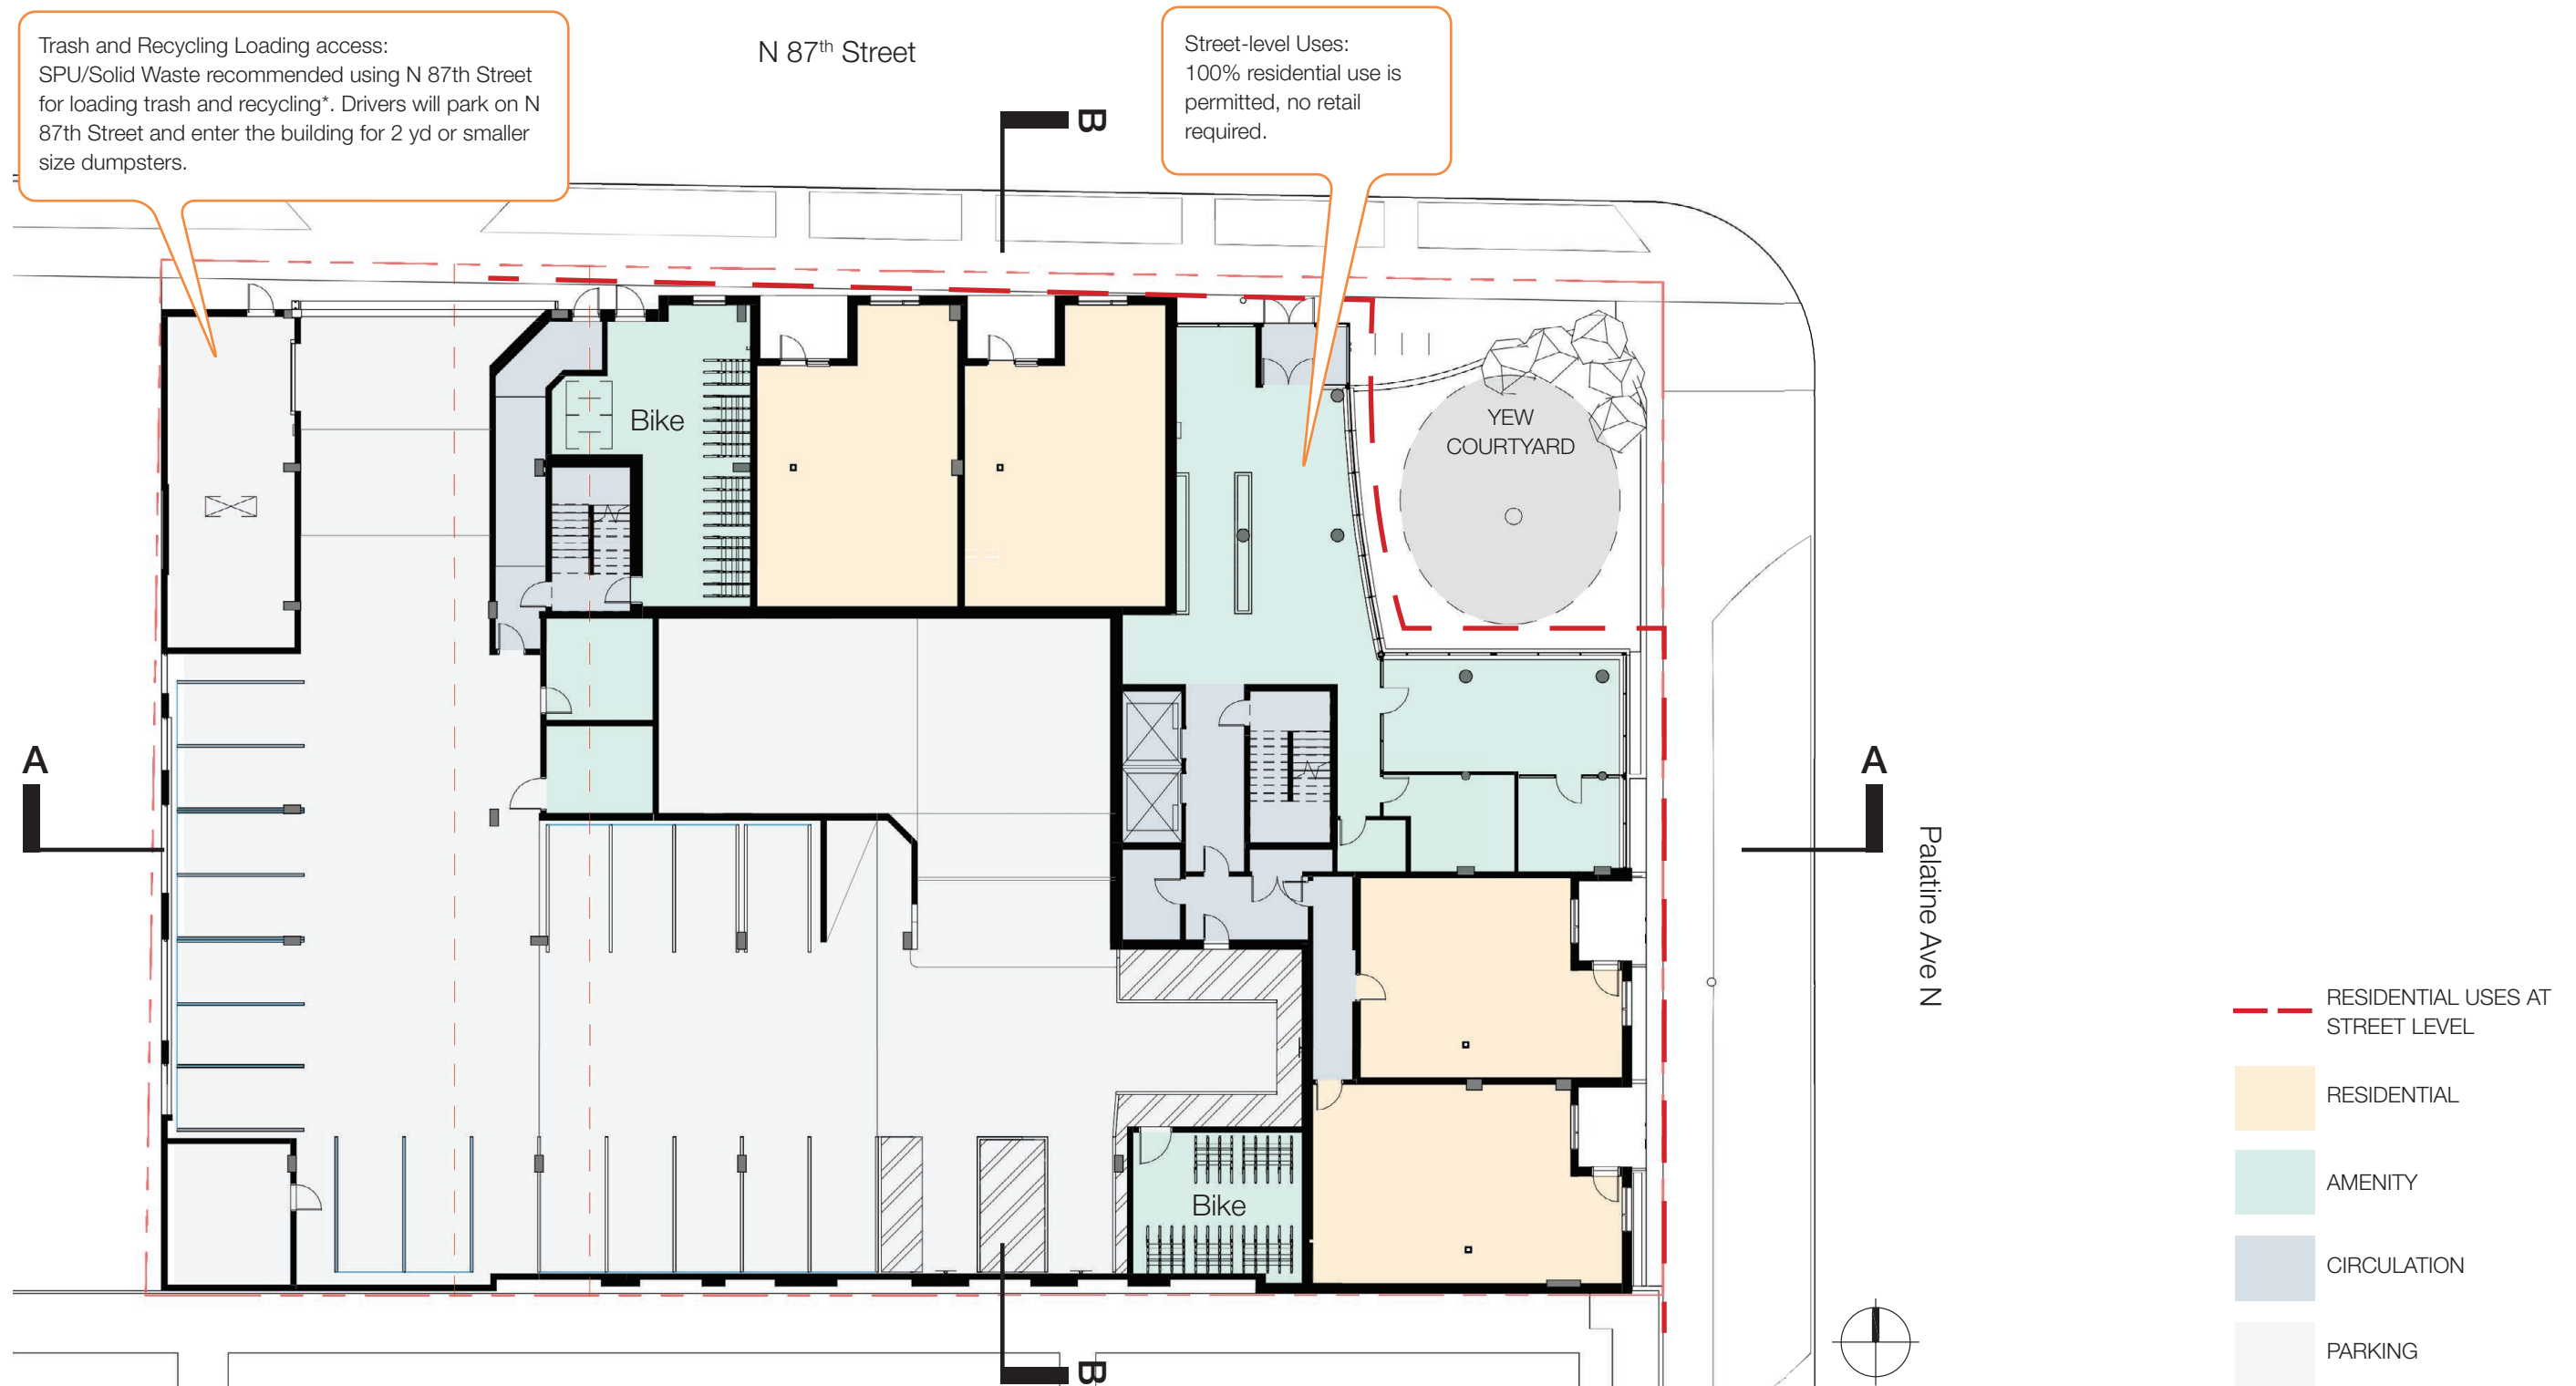 Trash and Recycling Loading access:
SPU/Solid Waste recommended using N 87th Street
for loading trash and recycling*. Drivers will park on N
87th Street and enter the building for 2 yd or smaller
size dumpsters.
N 87th Street
Street-level Uses:
100% residential use is
permitted, no retail
required.
B
Bike
YEW
COURTYARD
A
A
Palatine Ave N
Bike
B
RESIDENTIAL USES AT
STREET LEVEL
RESIDENTIAL
AMENITY
CIRCULATION
PARKING